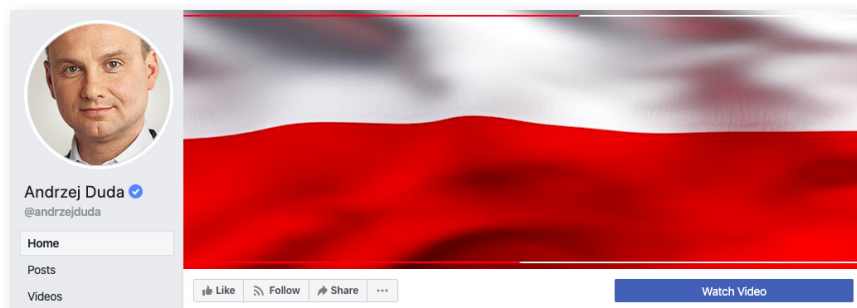 Andrzej Duda
@andrzejduda
Home
Posts
Videos
Like Follow Share
Watch Video